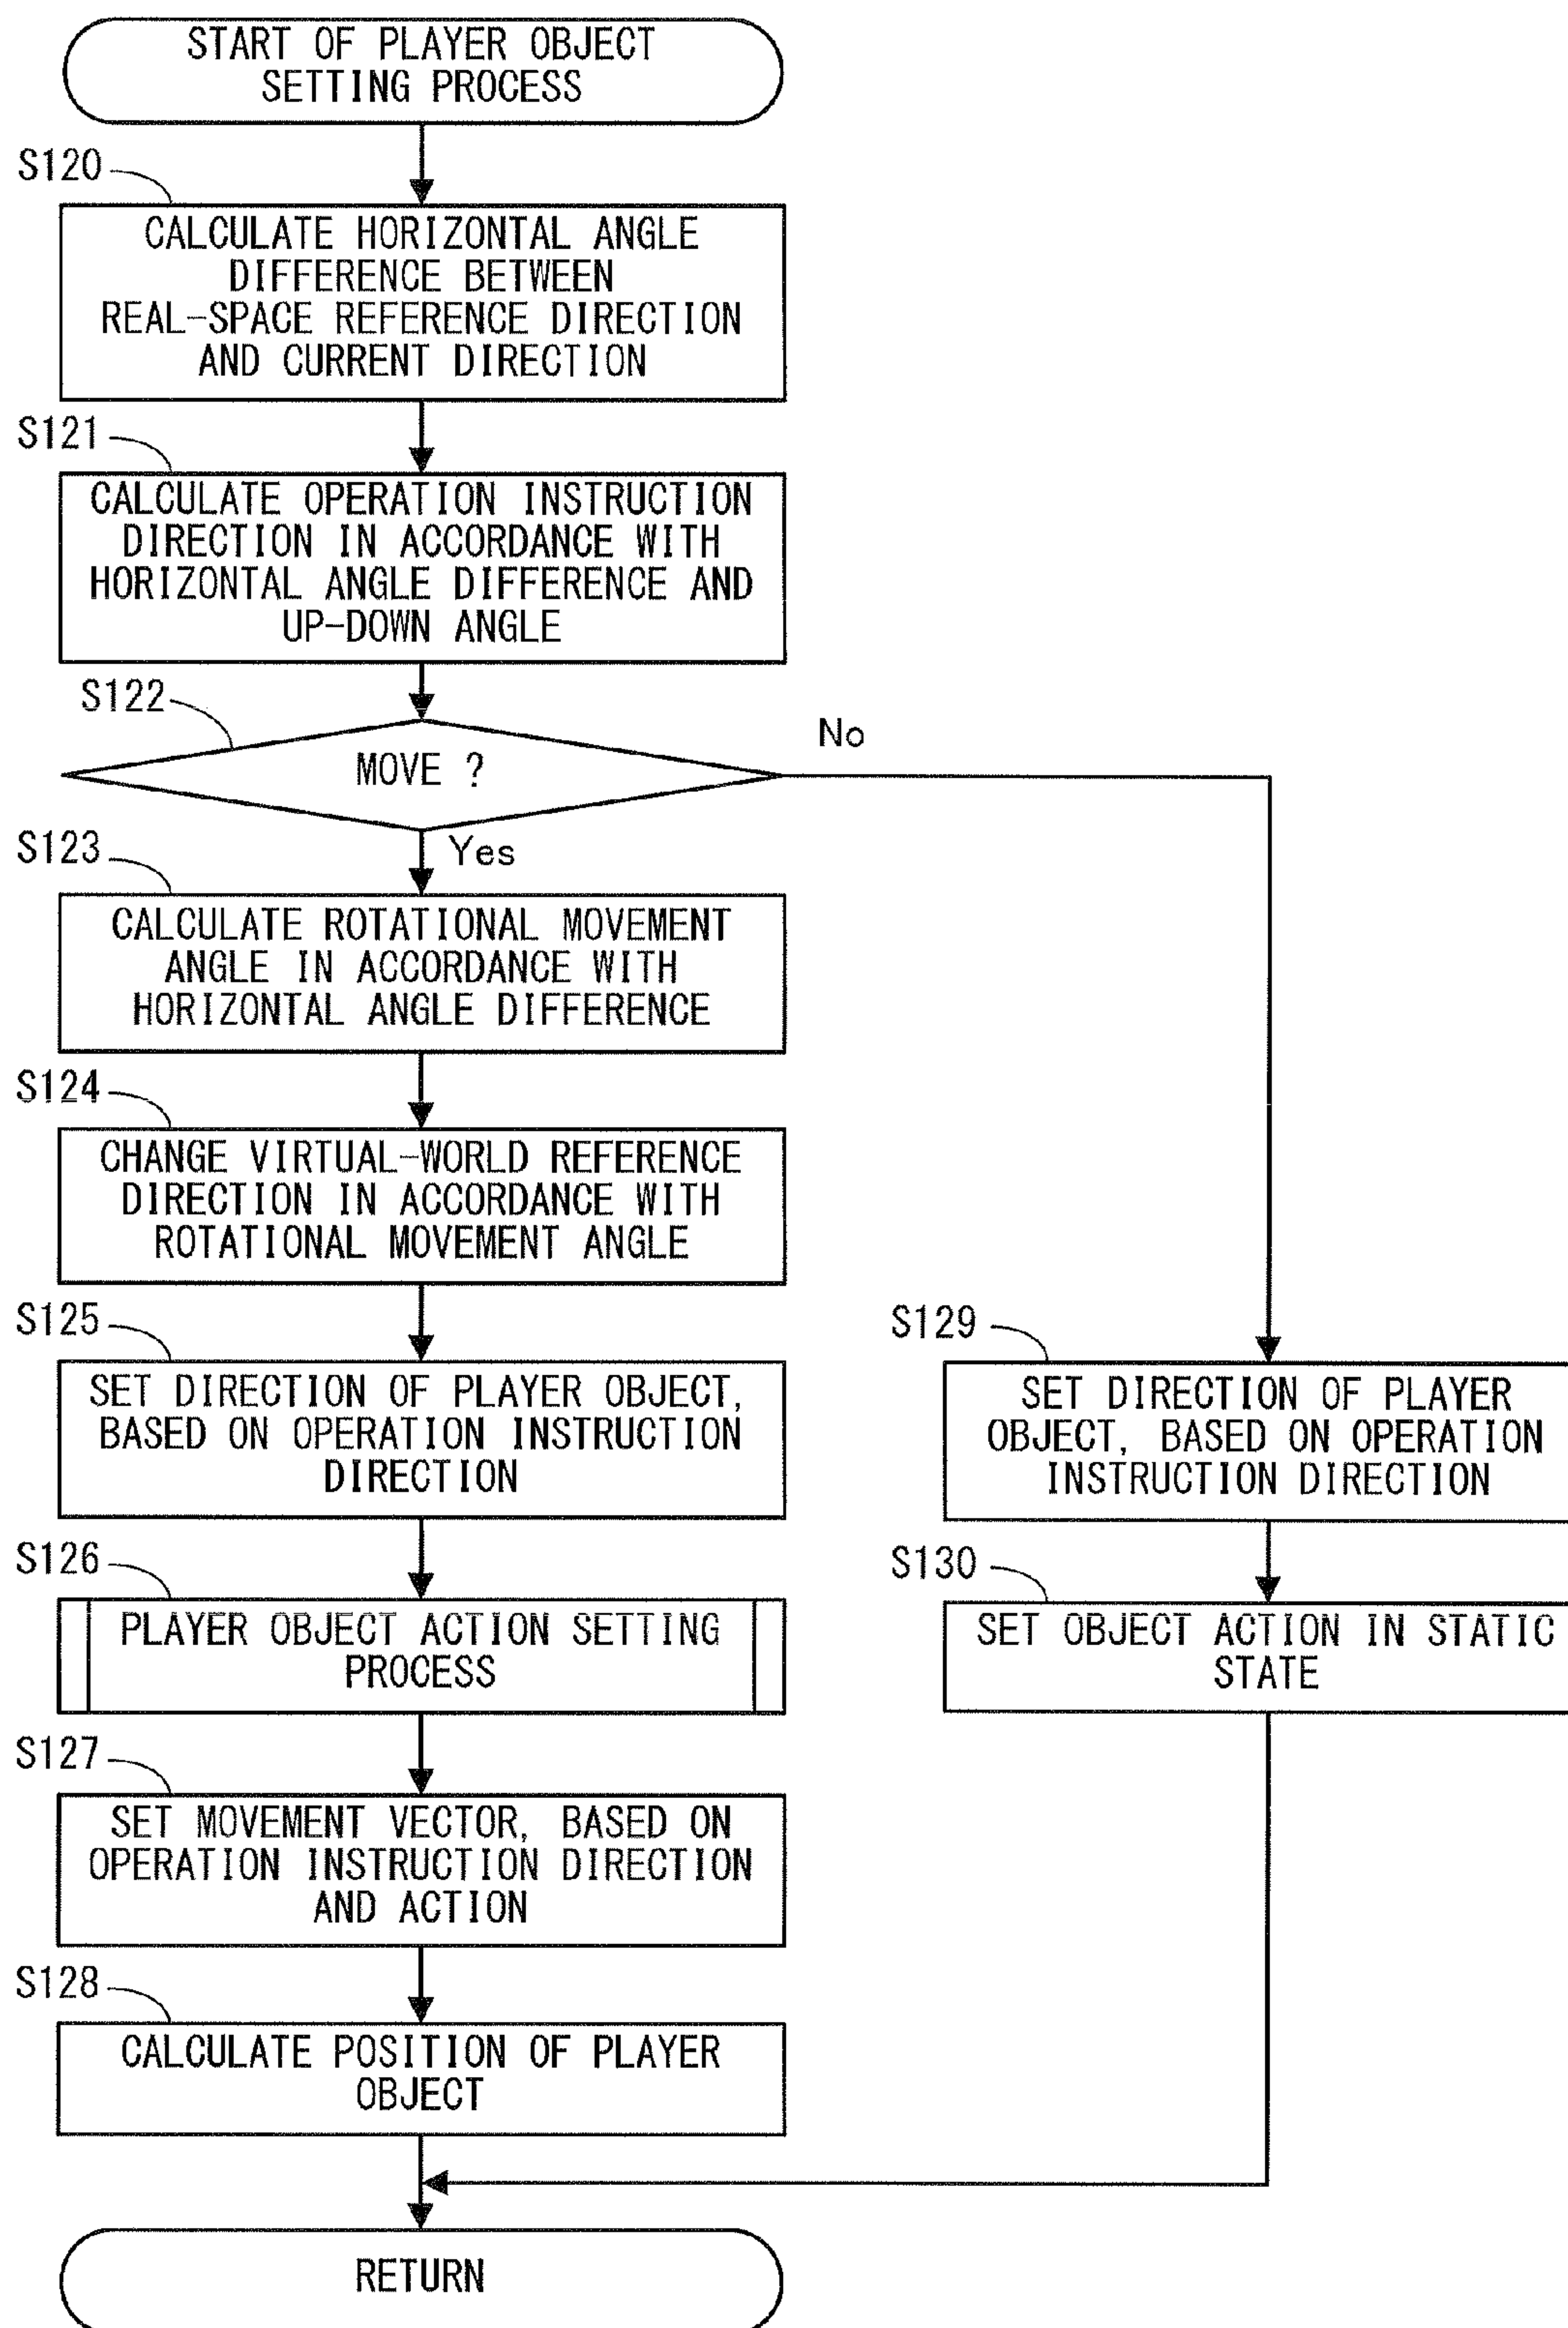 START OF PLAYER OBJECT
SETTING PROCESS
S120
CALCULATE HORIZONTAL ANGLE
DIFFERENCE BETWEEN
REAL-SPACE REFERENCE DIRECTION
AND CURRENT DIRECTION
S121
CALCULATE OPERATION INSTRUCTION
DIRECTION IN ACCORDANCE WITH
HORIZONTAL ANGLE DIFFERENCE AND
UP-DOWN ANGLE
S122
MOVE ?
No
Yes
S123
CALCULATE ROTATIONAL MOVEMENT
ANGLE IN ACCORDANCE WITH
HORIZONTAL ANGLE DIFFERENCE
S124
CHANGE VIRTUAL-WORLD REFERENCE
DIRECTION IN ACCORDANCE WITH
ROTATIONAL MOVEMENT ANGLE
S125
SET DIRECTION OF PLAYER OBJECT,
BASED ON OPERATION INSTRUCTION
DIRECTION
S129
SET DIRECTION OF PLAYER
OBJECT, BASED ON OPERATION
INSTRUCTION DIRECTION
S126
PLAYER OBJECT ACTION SETTING
PROCESS
S130
SET OBJECT ACTION IN STATIC
STATE
S127
SET MOVEMENT VECTOR, BASED ON
OPERATION INSTRUCTION DIRECTION
AND ACTION
S128
CALCULATE POSITION OF PLAYER
OBJECT
RETURN